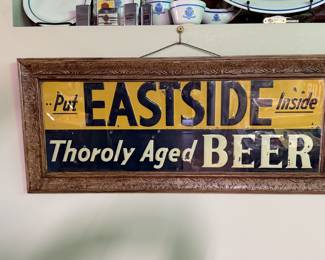 ..Put EASTSIDE Inside
Thoroly Aged BEER